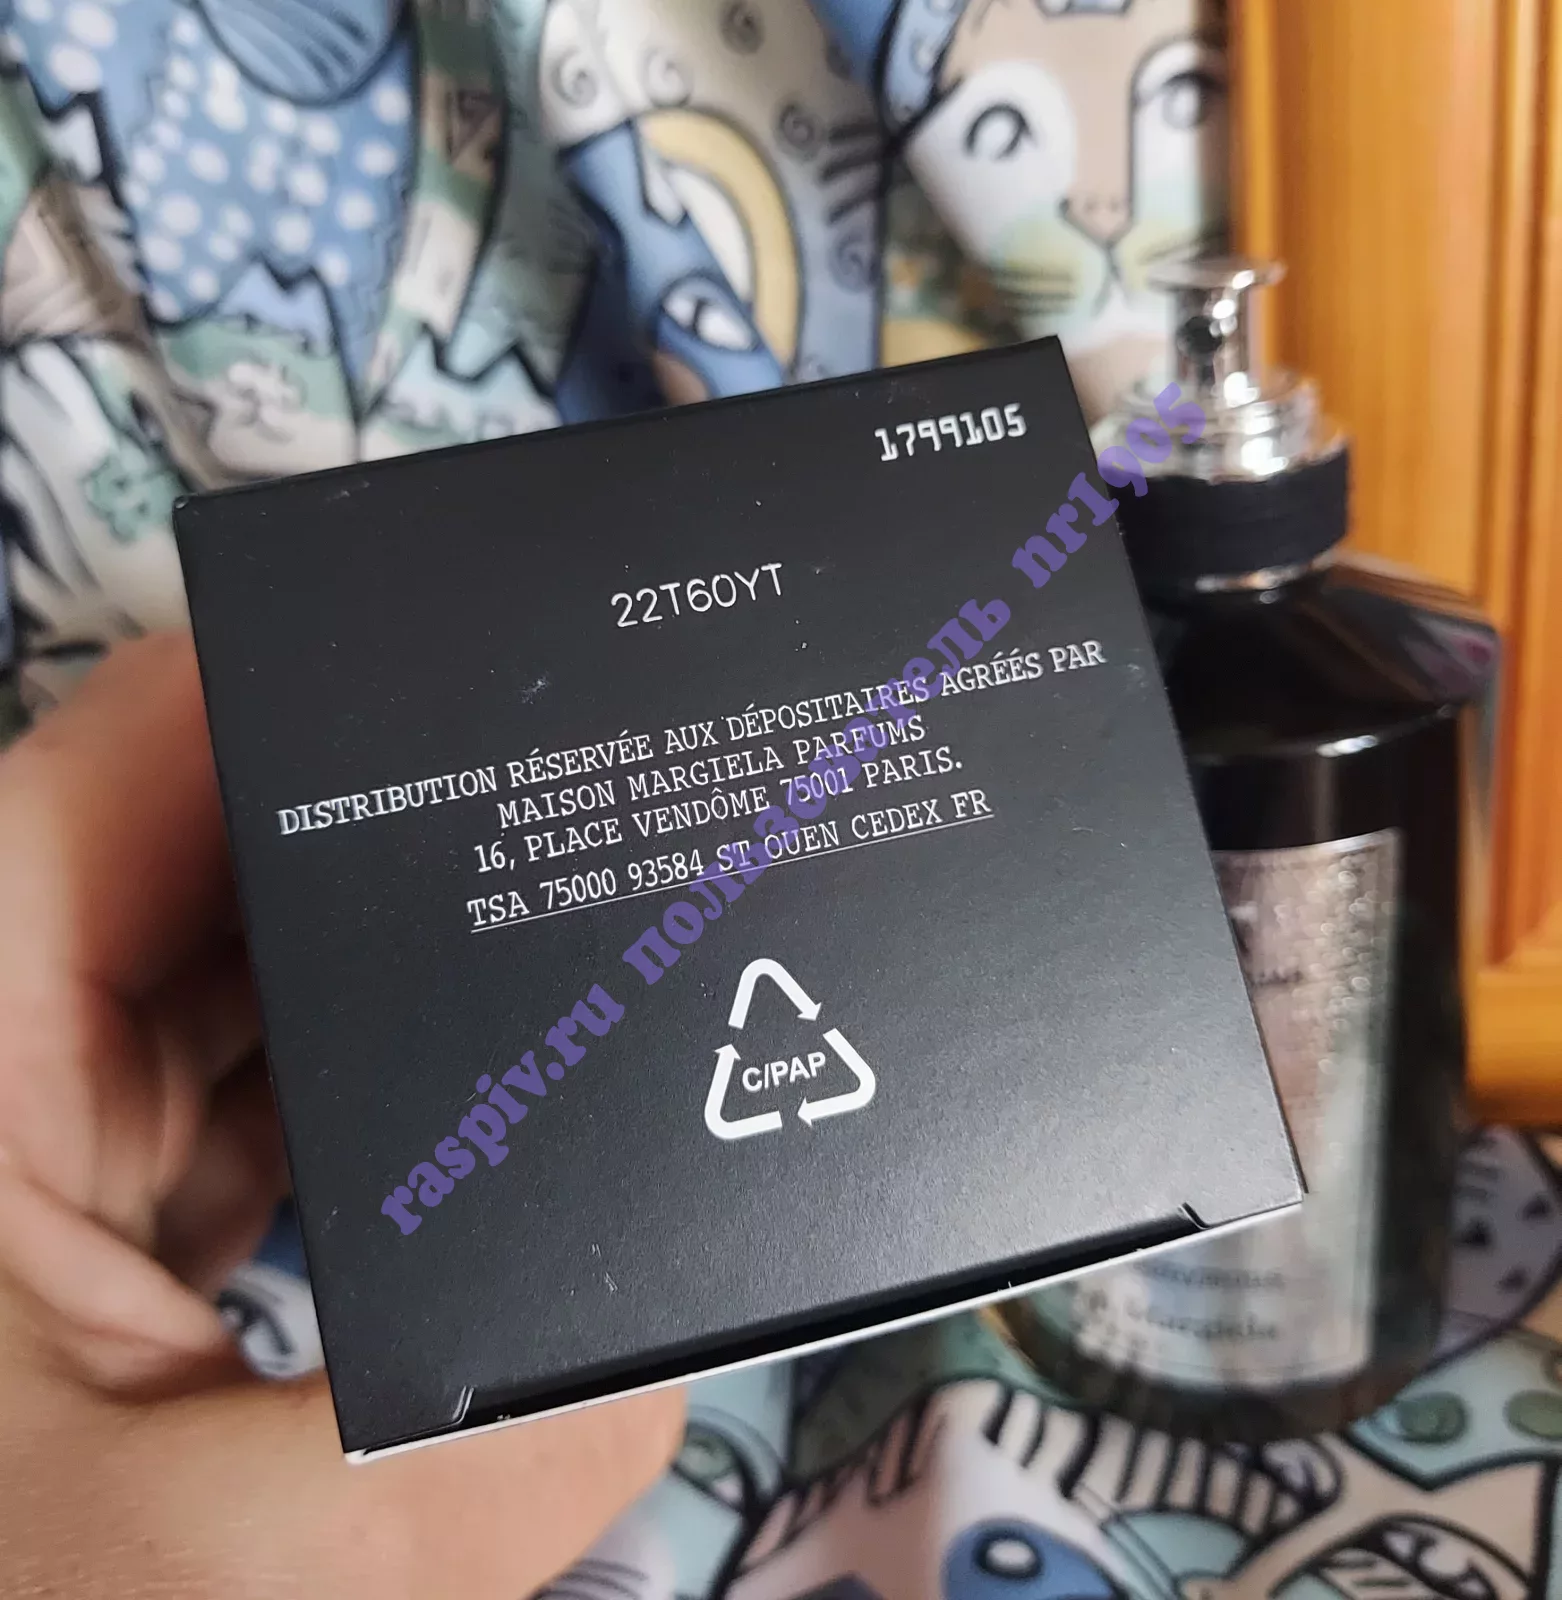 1799105
22T60YT
DISTRIBUTION RÉSERVÉE AUX DÉPOSITAIRES AGRÉÉS PAR
MAISON MARGIELA PARFUMS
16, PLACE VENDÔME 75001 PARIS.
TSA 75000 93584 ST OUEN CEDEX FR
C/PAP
raspiv.ru пользователь nr1905